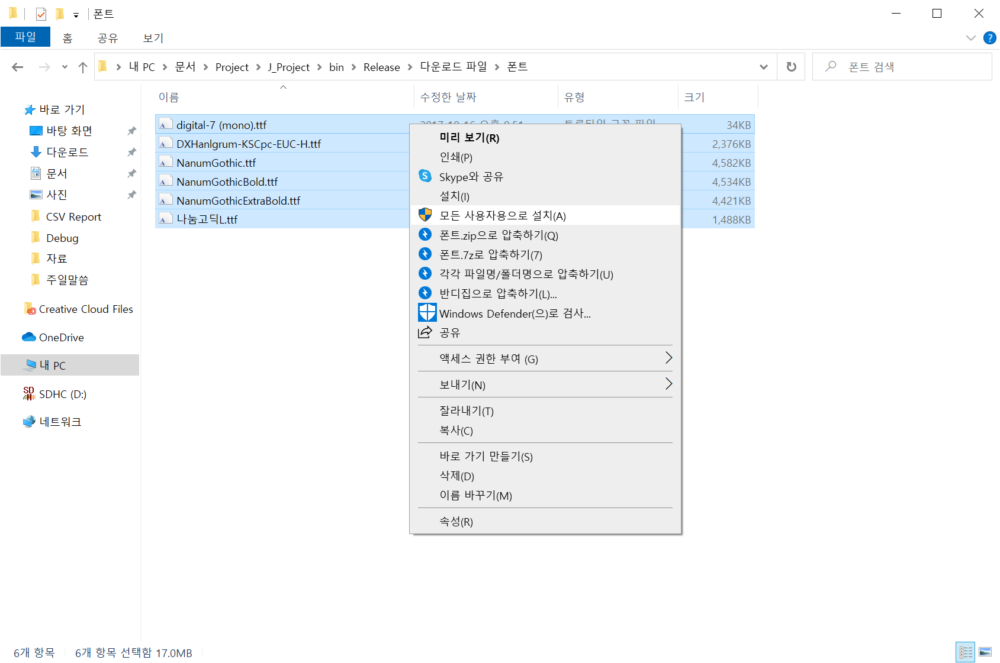 폰트
파일
홈
공유
보기
내 PC
문서
Project
J_Project
bin
Release
다운로드 파일
폰트
폰트 검색
이름
수정한 날짜
유형
크기
바로 가기
바탕 화면
다운로드
문서
사진
CSV Report
Debug
자료
주일말씀
Creative Cloud Files
OneDrive
내 PC
SDHC (D:)
네트워크
digital-7 (mono).ttf
34KB
DXHanlgrum-KSCpc-EUC-H.ttf
2,376KB
NanumGothic.ttf
4,582KB
NanumGothicBold.ttf
4,534KB
NanumGothicExtraBold.ttf
4,421KB
나눔고딕L.ttf
1,488KB
미리 보기(R)
인쇄(P)
Skype와 공유
설치(I)
모든 사용자용으로 설치(A)
폰트.zip으로 압축하기(Q)
폰트.7z로 압축하기(7)
각각 파일명/폴더명으로 압축하기(U)
반디집으로 압축하기(L)...
Windows Defender(으)로 검사...
공유
액세스 권한 부여 (G)
보내기(N)
잘라내기(T)
복사(C)
바로 가기 만들기(S)
삭제(D)
이름 바꾸기(M)
속성(R)
6개 항목
6개 항목 선택함 17.0MB